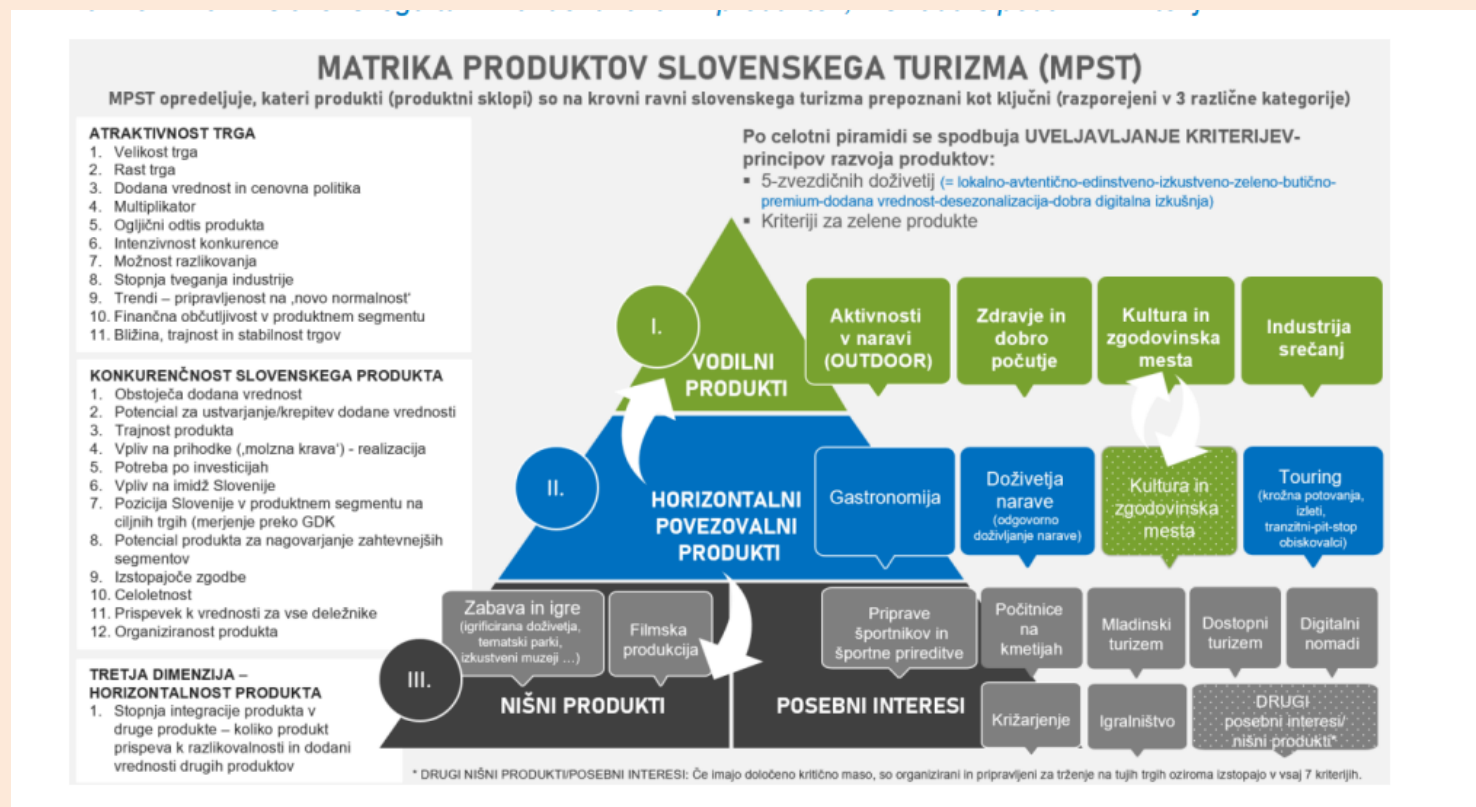 MATRIKA PRODUKTOV SLOVENSKEGA TURIZMA (MPST)
MPST opredeljuje, kateri produkti (produktni sklopi) so na krovni ravni slovenskega turizma prepoznani kot ključni (razporejeni v 3 različne kategorije)
ATRAKTIVNOST TRGA
1. Velikost trga
2. Rast trga
3. Dodana vrednost in cenovna politika
4. Multiplikator
5. Ogljični odtis produkta
6. Intenzivnost konkurence
7. Možnost razlikovanja
8. Stopnja tveganja industrije
9. Trendi – pripravljenost na ‚novo normalnost‘
10. Finančna občutljivost v produktnem segmentu
11. Bližina, trajnost in stabilnost trgov
KONKURENČNOST SLOVENSKEGA PRODUKTA
1. Obstoječa dodana vrednost
2. Potencial za ustvarjanje/krepitev dodane vrednosti
3. Trajnost produkta
4. Vpliv na prihodke (‚molzna krava‘) - realizacija
5. Potreba po investicijah
6. Vpliv na imidž Slovenije
7. Pozicija Slovenije v produktnem segmentu na
ciljnih trgih (merjenje preko GDK
8. Potencial produkta za nagovarjanje zahtevnejših
segmentov
9. Izstopajoče zgodbe
10. Celoletnost
11. Prispevek k vrednosti za vse deležnike
12. Organiziranost produkta
TRETJA DIMENZIJA –
HORIZONTALNOST PRODUKTA
1. Stopnja integracije produkta v
druge produkte – koliko produkt
prispeva k razlikovalnosti in dodani
vrednosti drugih produktov
Po celotni piramidi se spodbuja UVELJAVLJANJE KRITERIJEV-
principov razvoja produktov:
▪ 5-zvezdičnih doživetij (= lokalno-avtentično-edinstveno-izkustveno-zeleno-butično-
premium-dodana vrednost-desezonalizacija-dobra digitalna izkušnja)
▪ Kriteriji za zelene produkte
I.
VODILNI
PRODUKTI
Aktivnosti
v naravi
(OUTDOOR)
Zdravje in
dobro
počutje
Kultura in
zgodovinska
mesta
Industrija
srečanj
II.
HORIZONTALNI
POVEZOVALNI
PRODUKTI
Gastronomija
Doživetja
narave
(odgovorno
doživljanje narave)
Kultura in
zgodovinska
mesta
Touring
(krožna potovanja,
izleti,
tranzitni-pit-stop
obiskovalci)
III.
Zabava in igre
(igrificirana doživetja,
tematski parki,
izkustveni muzeji ...)
Filmska
produkcija
NIŠNI PRODUKTI
Priprave
športnikov in
športne prireditve
Počitnice
na
kmetijah
Mladinski
turizem
Dostopni
turizem
Digitalni
nomadi
POSEBNI INTERESI
Križarjenje
Igralništvo
DRUGI
posebni interesi/
nišni produkti*
* DRUGI NIŠNI PRODUKTI/POSEBNI INTERESI: Če imajo določeno kritično maso, so organizirani in pripravljeni za trženje na tujih trgih oziroma izstopajo v vsaj 7 kriterijih.